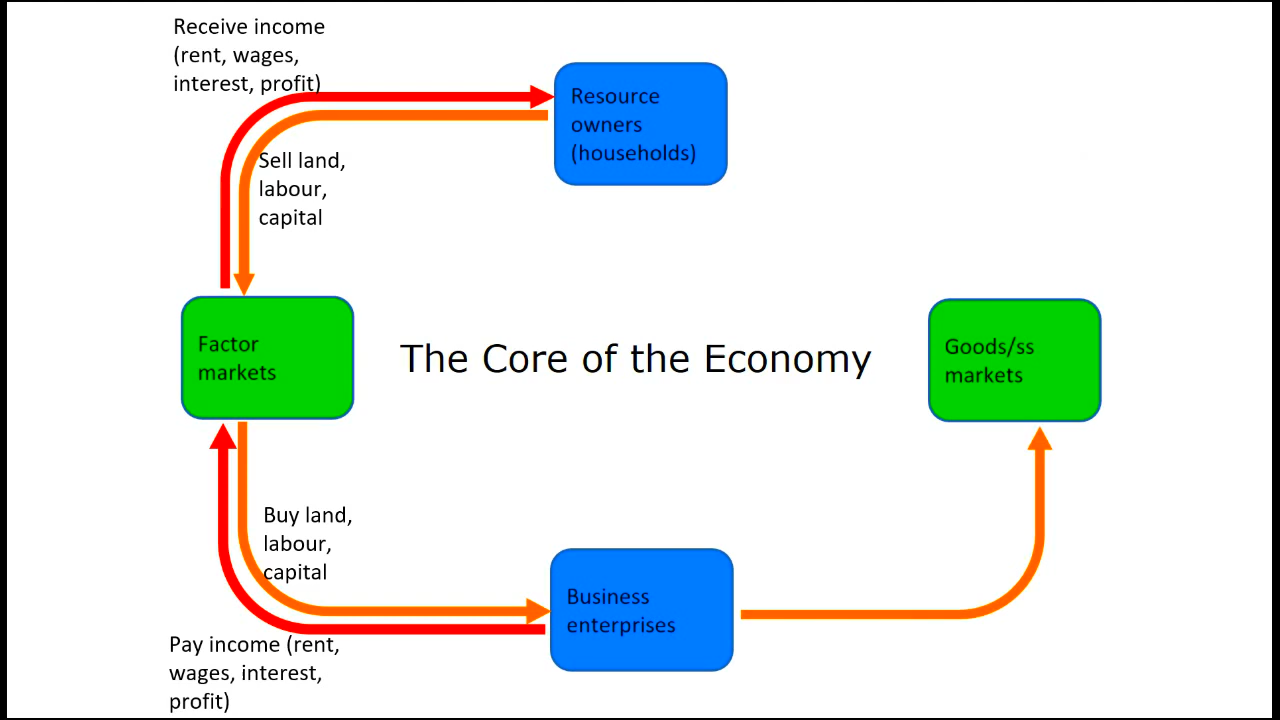 Receive income
(rent, wages,
interest, profit)
Resource
owners
(households)
Sell land,
labour,
capital
Factor
markets
The Core of the Economy
Goods/ss
markets
Buy land,
labour,
capital
Business
enterprises
Pay income (rent,
wages, interest,
profit)